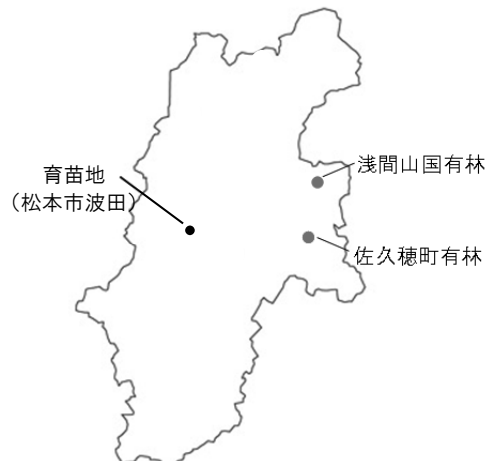 浅間山国有林
育苗地
（松本市波田）
佐久穂町有林